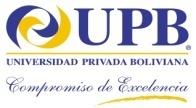 UPB®
UNIVERSIDAD PRIVADA BOLIVIANA
Compromiso de Excelencia